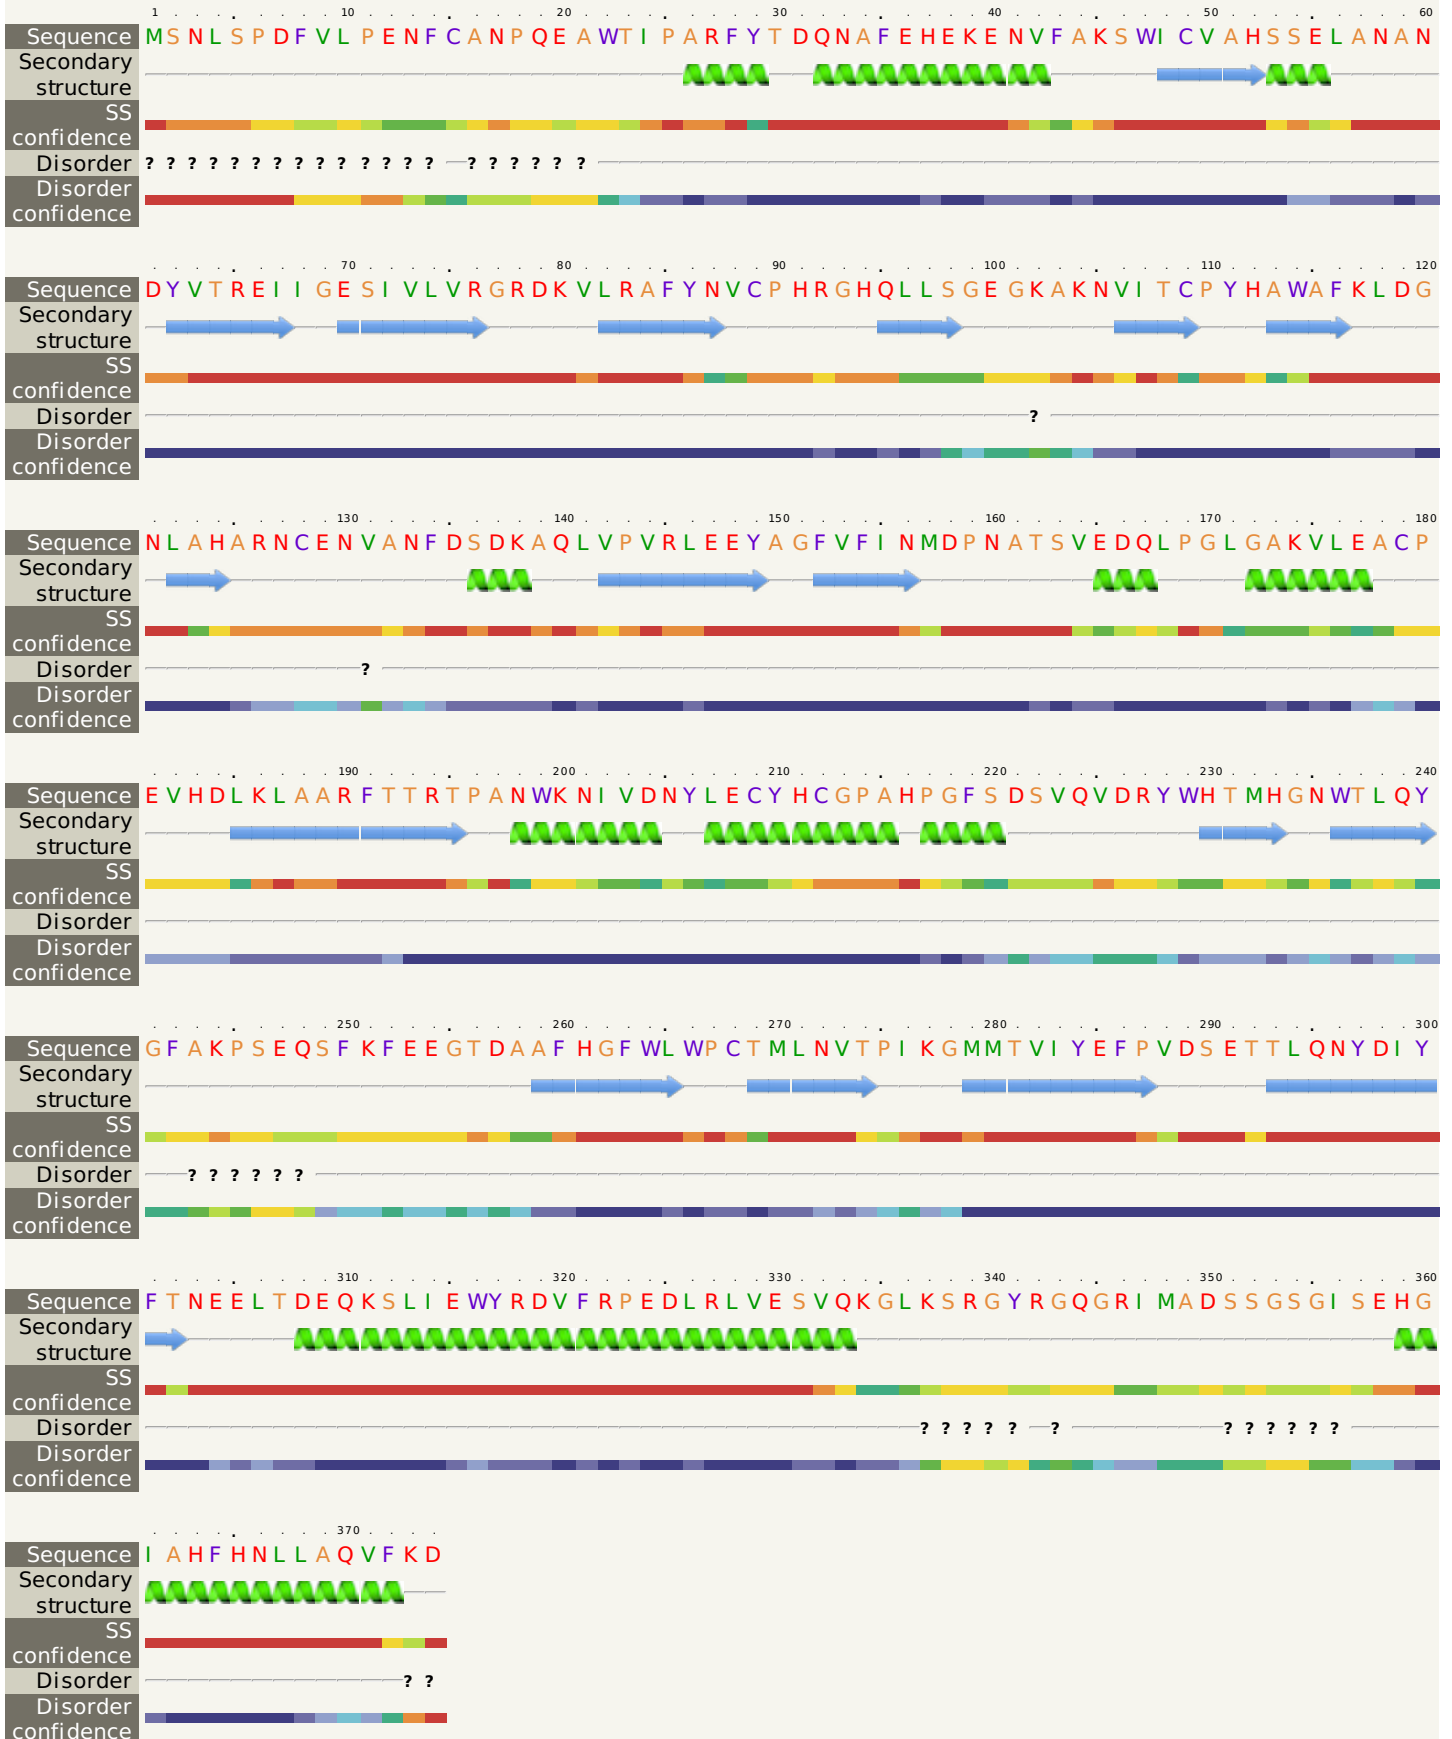 1 . . . . . . . . 10 . . . . . . . . . 20 . . . . . . . . . 30 . . . . . . . . . 40 . . . . . . . . . 50 . . . . . . . . . 60
Sequence MSNLSPDFVLPENFCANPQEAWTIPARFYTDQNAFEHEKENVFAKSWICVAHSSELANAN
Secondary
structure
SS
confidence
Disorder ? ? ? ? ? ? ? ? ? ? ? ? ? ? ? ? ? ? ? ?
Disorder
confidence
. . . . . . . . . 70 . . . . . . . . . 80 . . . . . . . . . 90 . . . . . . . . . 100 . . . . . . . . . 110 . . . . . . . . . 120
Sequence DYVTREIIGESIVLVRGRDKVLRAFYNVCPHRGHQLLSGEGKAKNVITCPYHAWAFKLDG
Secondary
structure
SS
confidence
Disorder ?
Disorder
confidence
. . . . . . . . . 130 . . . . . . . . . 140 . . . . . . . . . 150 . . . . . . . . . 160 . . . . . . . . . 170 . . . . . . . . . 180
Sequence NLAHARNCENVANFDSDKAQLVPVRLEEYAGFVFINMDPNATSVEDQLPGLGAKVLEACP
Secondary
structure
SS
confidence
Disorder ?
Disorder
confidence
. . . . . . . . . 190 . . . . . . . . . 200 . . . . . . . . . 210 . . . . . . . . . 220 . . . . . . . . . 230 . . . . . . . . . 240
Sequence EVHDLKLAARFTTRTPANWKNIVDNYLECYHCGPAHPGFSDSVQVDRYWHTMHGNWTLQY
Secondary
structure
SS
confidence
Disorder
Disorder
confidence
. . . . . . . . . 250 . . . . . . . . . 260 . . . . . . . . . 270 . . . . . . . . . 280 . . . . . . . . . 290 . . . . . . . . . 300
Sequence GFAKPSEQSFKFEEGTDAAFHGFWLWPCTMLNVTPIKGMMTVIYEFPVDSETTLQNYDIY
Secondary
structure
SS
confidence
Disorder ? ? ? ? ? ?
Disorder
confidence
. . . . . . . . . 310 . . . . . . . . . 320 . . . . . . . . . 330 . . . . . . . . . 340 . . . . . . . . . 350 . . . . . . . . . 360
Sequence FTNEELTDEQKSLIEWYRDVFRPEDLRLVESVQKGLKSRGYRGQGRIMADSSGSGISEHG
Secondary
structure
SS
confidence
Disorder ? ? ? ? ? ? ? ? ? ? ? ?
Disorder
confidence
. . . . . . . . . 370 . . . .
Sequence IAHFHNLLAQVFKD
Secondary
structure
SS
confidence
Disorder ? ?
Disorder
confidence